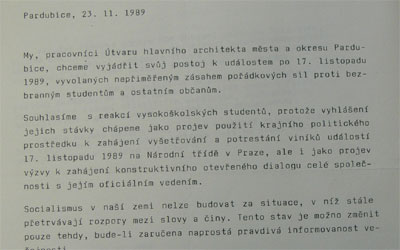 Pardubice, 23. 11. 1989
My, pracovníci Útvaru hlavního architekta města a okresu Pardu-
bice, chceme vyjádřit svůj postoj k událostem po 17. listopadu
1989, vyvolaných nepřiměřeným zásahem pořádkových sil proti bez-
branným studentům a ostatním občanům.
Souhlasíme s reakcí vysokoškolských studentů, protože vyhlášení
jejich stávky chápeme jako projev použití krajního politického
prostředku k zahájení vyšetřování a potrestání viníků událostí
17. listopadu 1989 na Národní třídě v Praze, ale i jako projev
výzvy k zahájení konstruktivního otevřeného dialogu celé společ-
nosti s jejím oficiálním vedením.
Socialismus v naší zemi nelze budovat za situace, v níž stále
přetrvávají rozpory mezi slovy a činy. Tento stav je možno změnit
pouze tehdy, bude-li zaručena naprostá pravdivá informovanost ve-